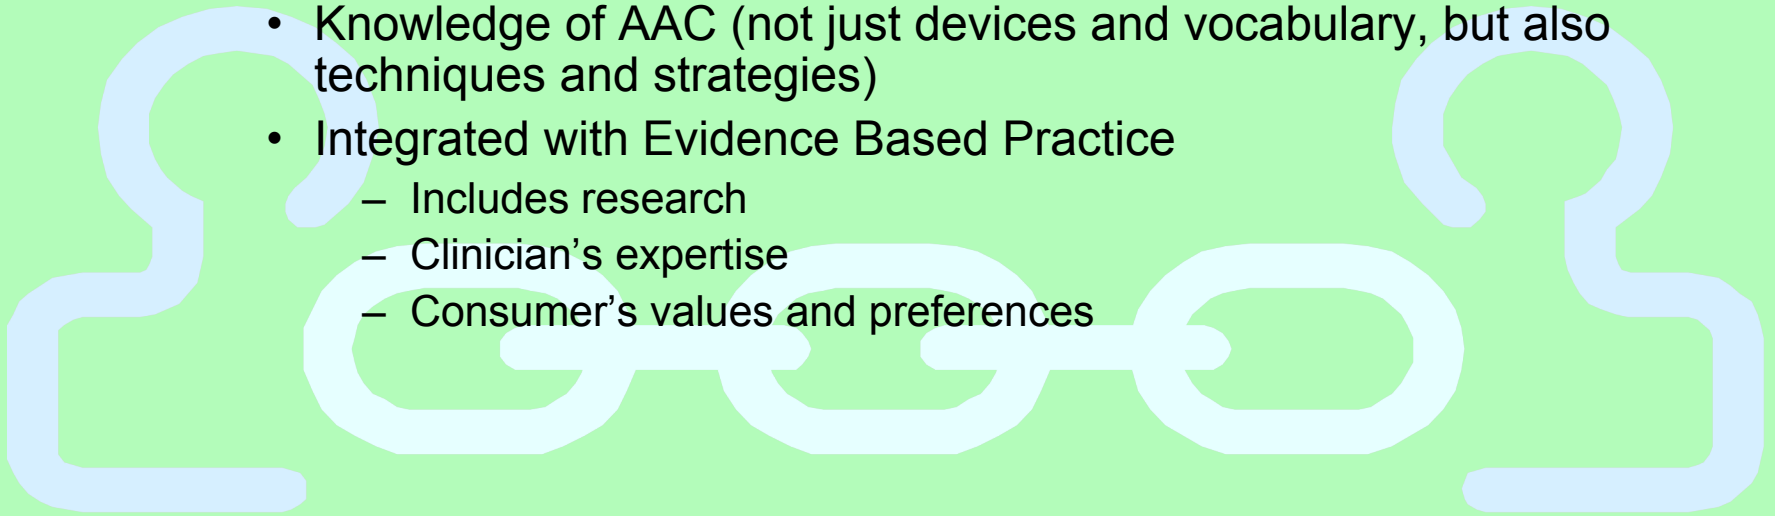 • Knowledge of AAC (not just devices and vocabulary, but also
techniques and strategies)
• Integrated with Evidence Based Practice
– Includes research
– Clinician’s expertise
– Consumer’s values and preferences